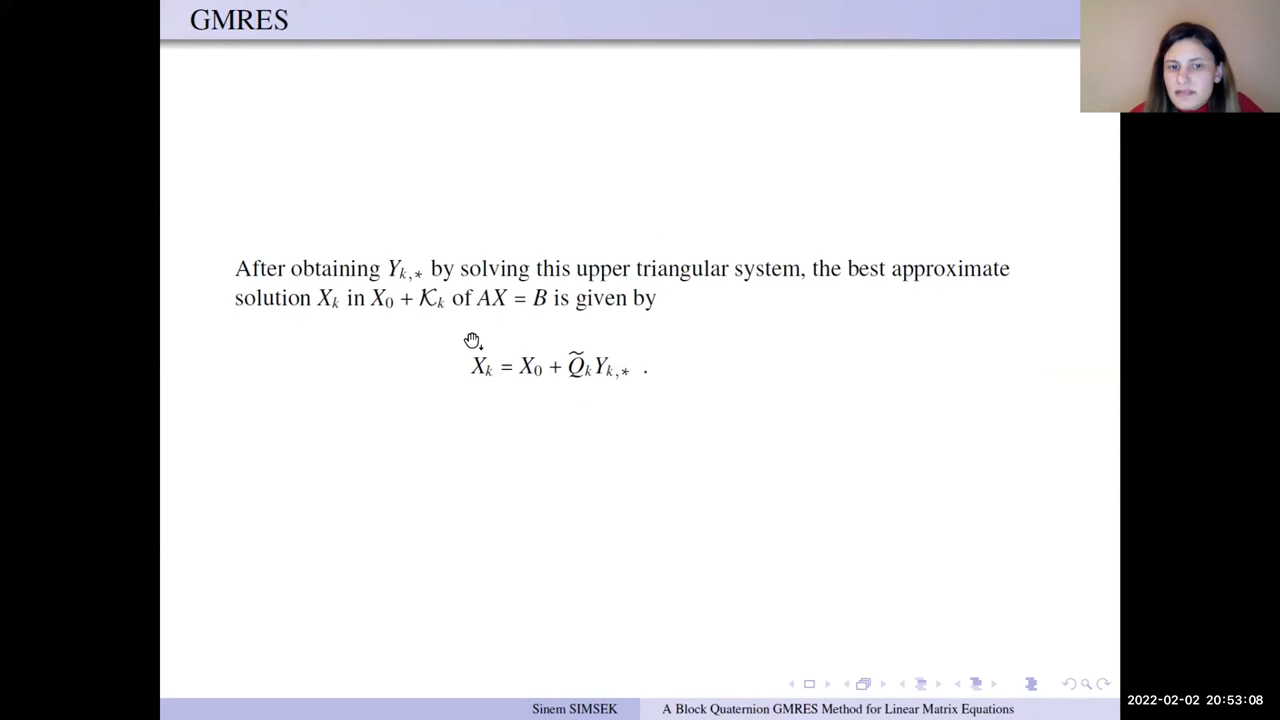 GMRES
After obtaining Y_{k,*} by solving this upper triangular system, the best approximate
solution X_k in X_0 + 𝒦_k of AX = B is given by
X_k = X_0 + Q̃_k Y_{k,*} .
Sinem SIMSEK A Block Quaternion GMRES Method for Linear Matrix Equations
2022-02-02 20:53:08